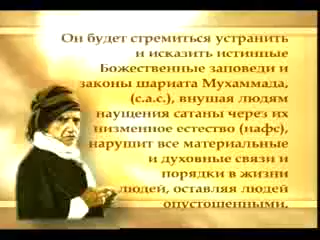 Он будет стремиться устранить
и исказить истинные
Божественные заповеди и
законы шариата Мухаммада,
(с.а.с.), внушая людям
наущения сатаны через их
низменное естество (нафс),
нарушит все материальные
и духовные связи и
порядки в жизни
людей, оставляя людей
опустошенными.